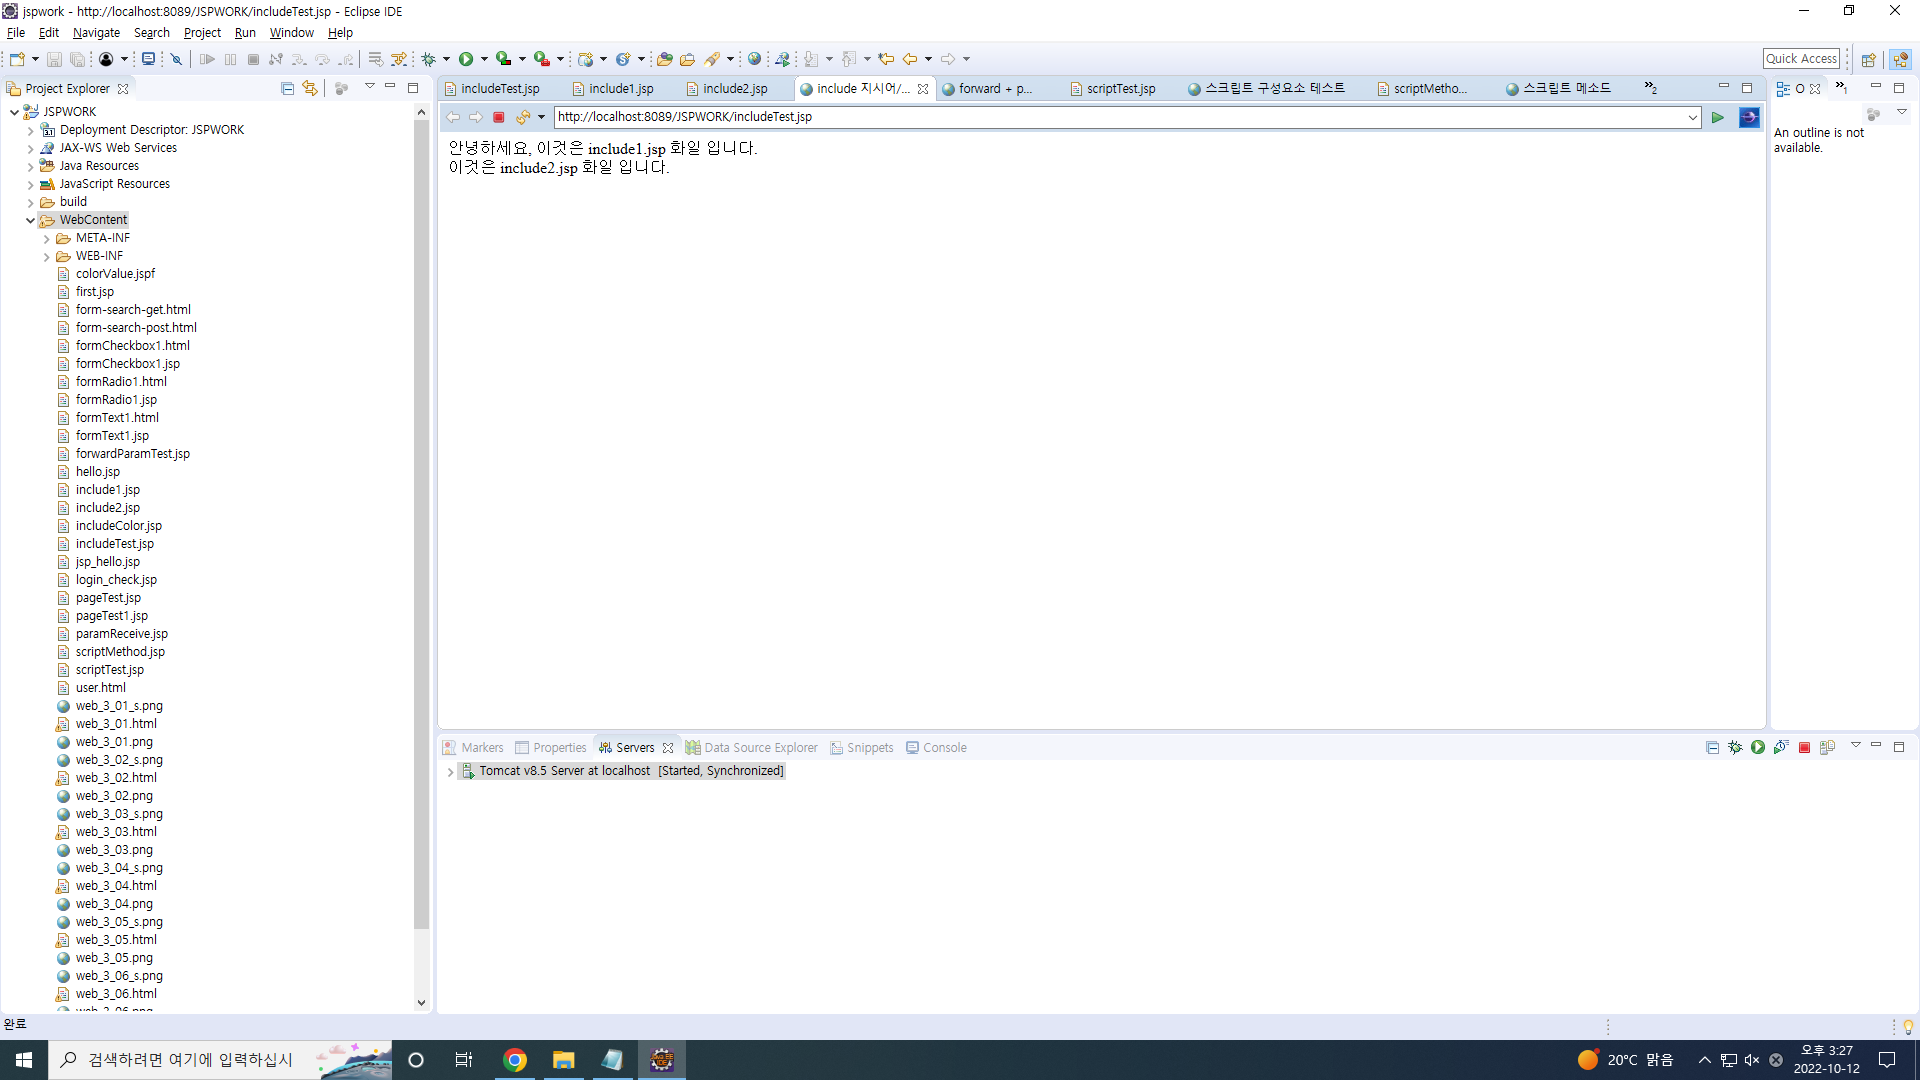 jspwork - http://localhost:8089/JSPWORK/includeTest.jsp - Eclipse IDE
File Edit Navigate Search Project Run Window Help
Quick Access
Project Explorer
JSPWORK
Deployment Descriptor: JSPWORK
JAX-WS Web Services
Java Resources
JavaScript Resources
build
WebContent
META-INF
WEB-INF
colorValue.jspf
first.jsp
form-search-get.html
form-search-post.html
formCheckbox1.html
formCheckbox1.jsp
formRadio1.html
formRadio1.jsp
formText1.html
formText1.jsp
forwardParamTest.jsp
hello.jsp
include1.jsp
include2.jsp
includeColor.jsp
includeTest.jsp
jsp_hello.jsp
login_check.jsp
pageTest.jsp
pageTest1.jsp
paramReceive.jsp
scriptMethod.jsp
scriptTest.jsp
user.html
web_3_01_s.png
web_3_01.html
web_3_01.png
web_3_02_s.png
web_3_02.html
web_3_02.png
web_3_03_s.png
web_3_03.html
web_3_03.png
web_3_04_s.png
web_3_04.html
web_3_04.png
web_3_05_s.png
web_3_05.html
web_3_05.png
web_3_06_s.png
web_3_06.html
includeTest.jsp include1.jsp include2.jsp include 지시어/... forward + p... scriptTest.jsp 스크립트 구성요소 테스트 scriptMetho... 스크립트 메소드 »2
http://localhost:8089/JSPWORK/includeTest.jsp
안녕하세요, 이것은 include1.jsp 화일 입니다.
이것은 include2.jsp 화일 입니다.
O »1
An outline is not
available.
Markers Properties Servers Data Source Explorer Snippets Console
Tomcat v8.5 Server at localhost [Started, Synchronized]
완료
검색하려면 여기에 입력하십시
20°C 맑음
오후 3:27
2022-10-12